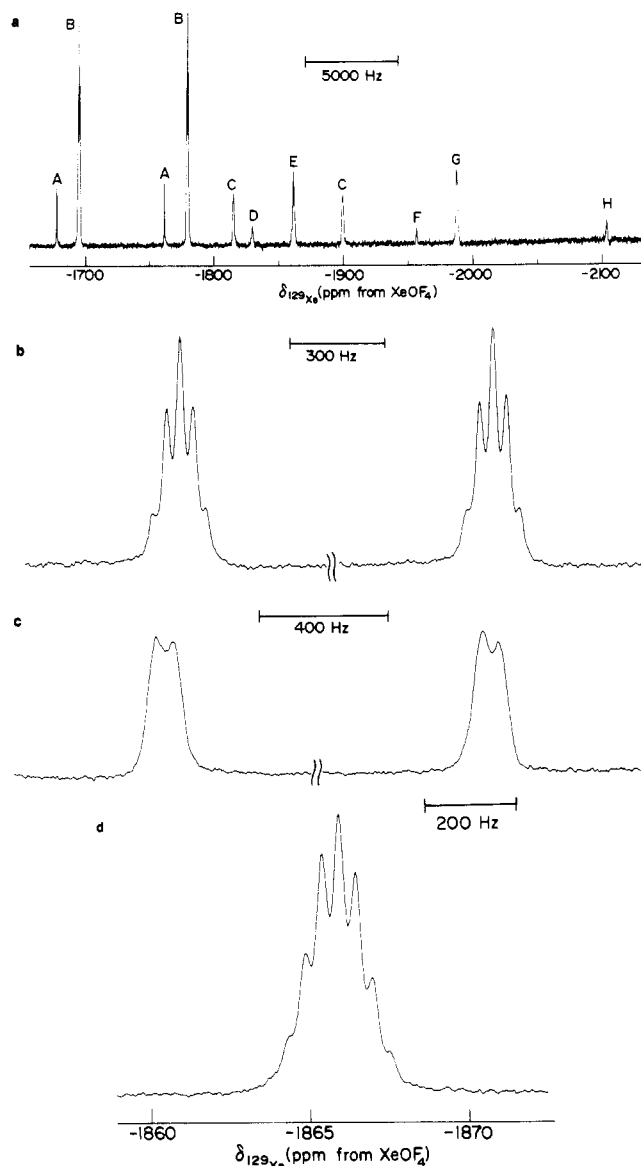 a
B
B
5000 Hz
A
A
C
D
E
C
F
G
H
-1700
-1800
-1900
-2000
-2100
δ129Xe(ppm from XeOF4)
b
300 Hz
c
400 Hz
d
200 Hz
-1860
-1865
-1870
δ129Xe(ppm from XeOF4)